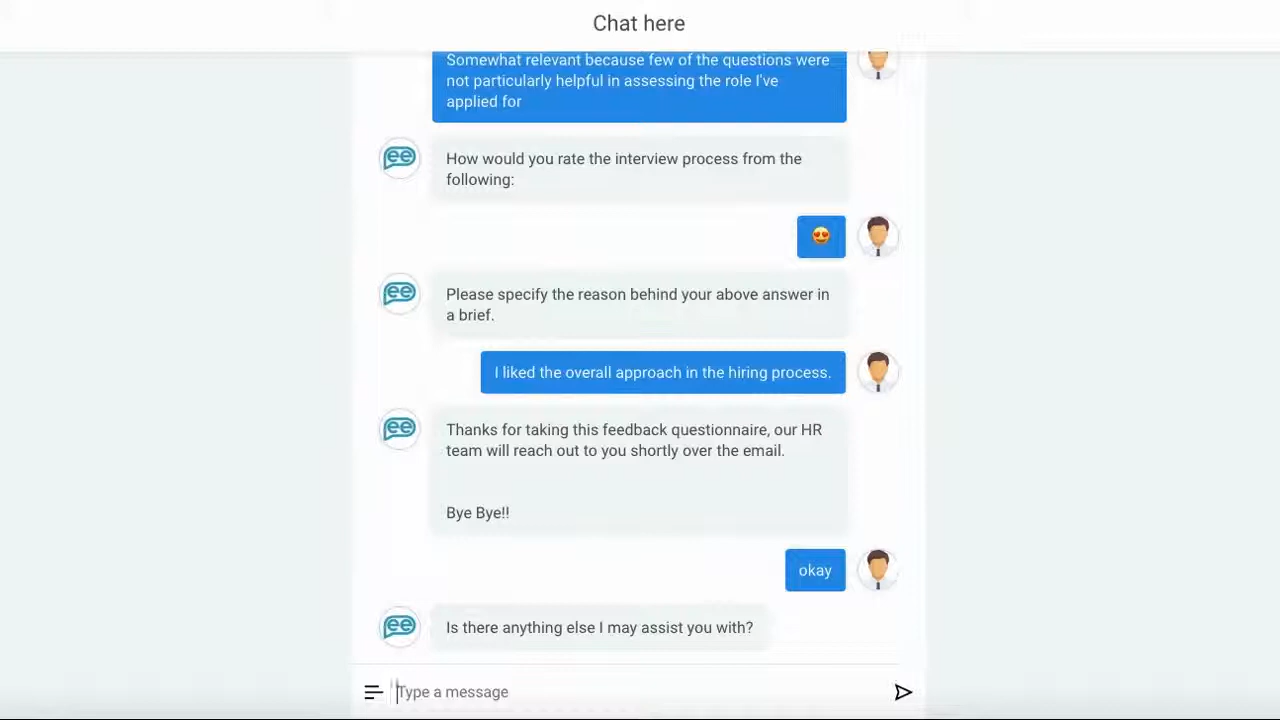 Chat here
Somewhat relevant because few of the questions were
not particularly helpful in assessing the role I've
applied for
ee
How would you rate the interview process from the
following:
ee
Please specify the reason behind your above answer in
a brief.
I liked the overall approach in the hiring process.
ee
Thanks for taking this feedback questionnaire, our HR
team will reach out to you shortly over the email.
Bye Bye!!
okay
ee
Is there anything else I may assist you with?
Type a message